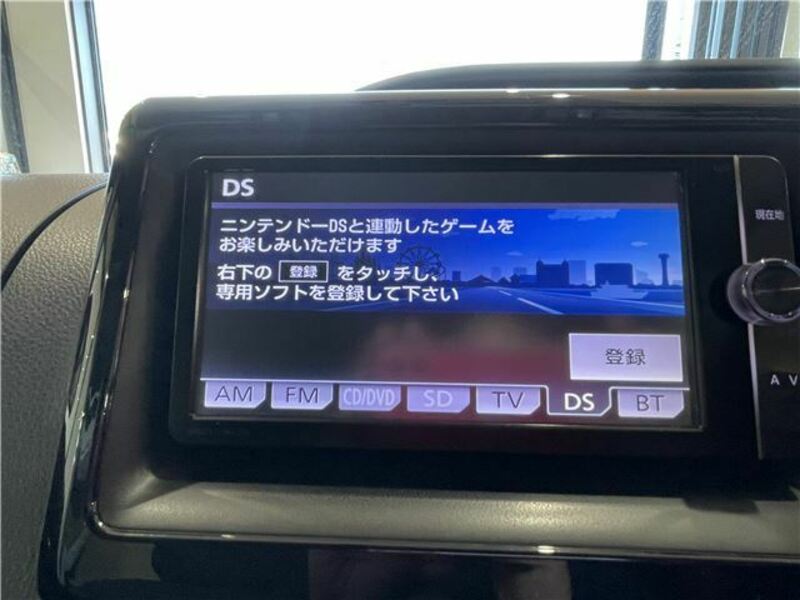 DS
ニンテンドーDSと連動したゲームを
お楽しみいただけます
右下の 登録 をタッチし、
専用ソフトを登録して下さい
現在地
登録
AM FM CD/DVD SD TV DS BT
A V